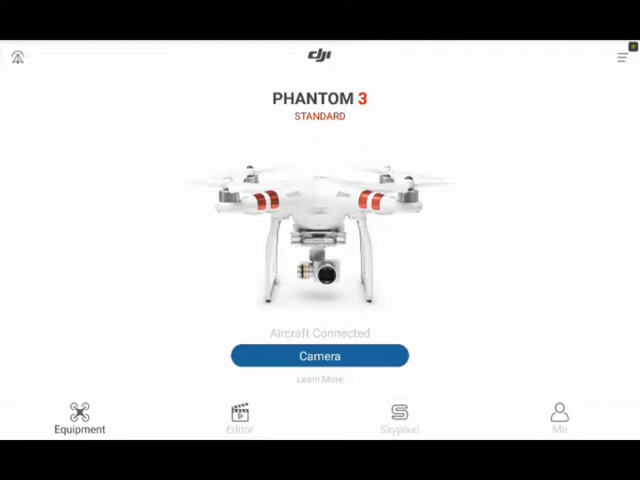 dji
PHANTOM 3
STANDARD
Aircraft Connected
Camera
Learn More
Equipment
Editor
Skypixel
Me